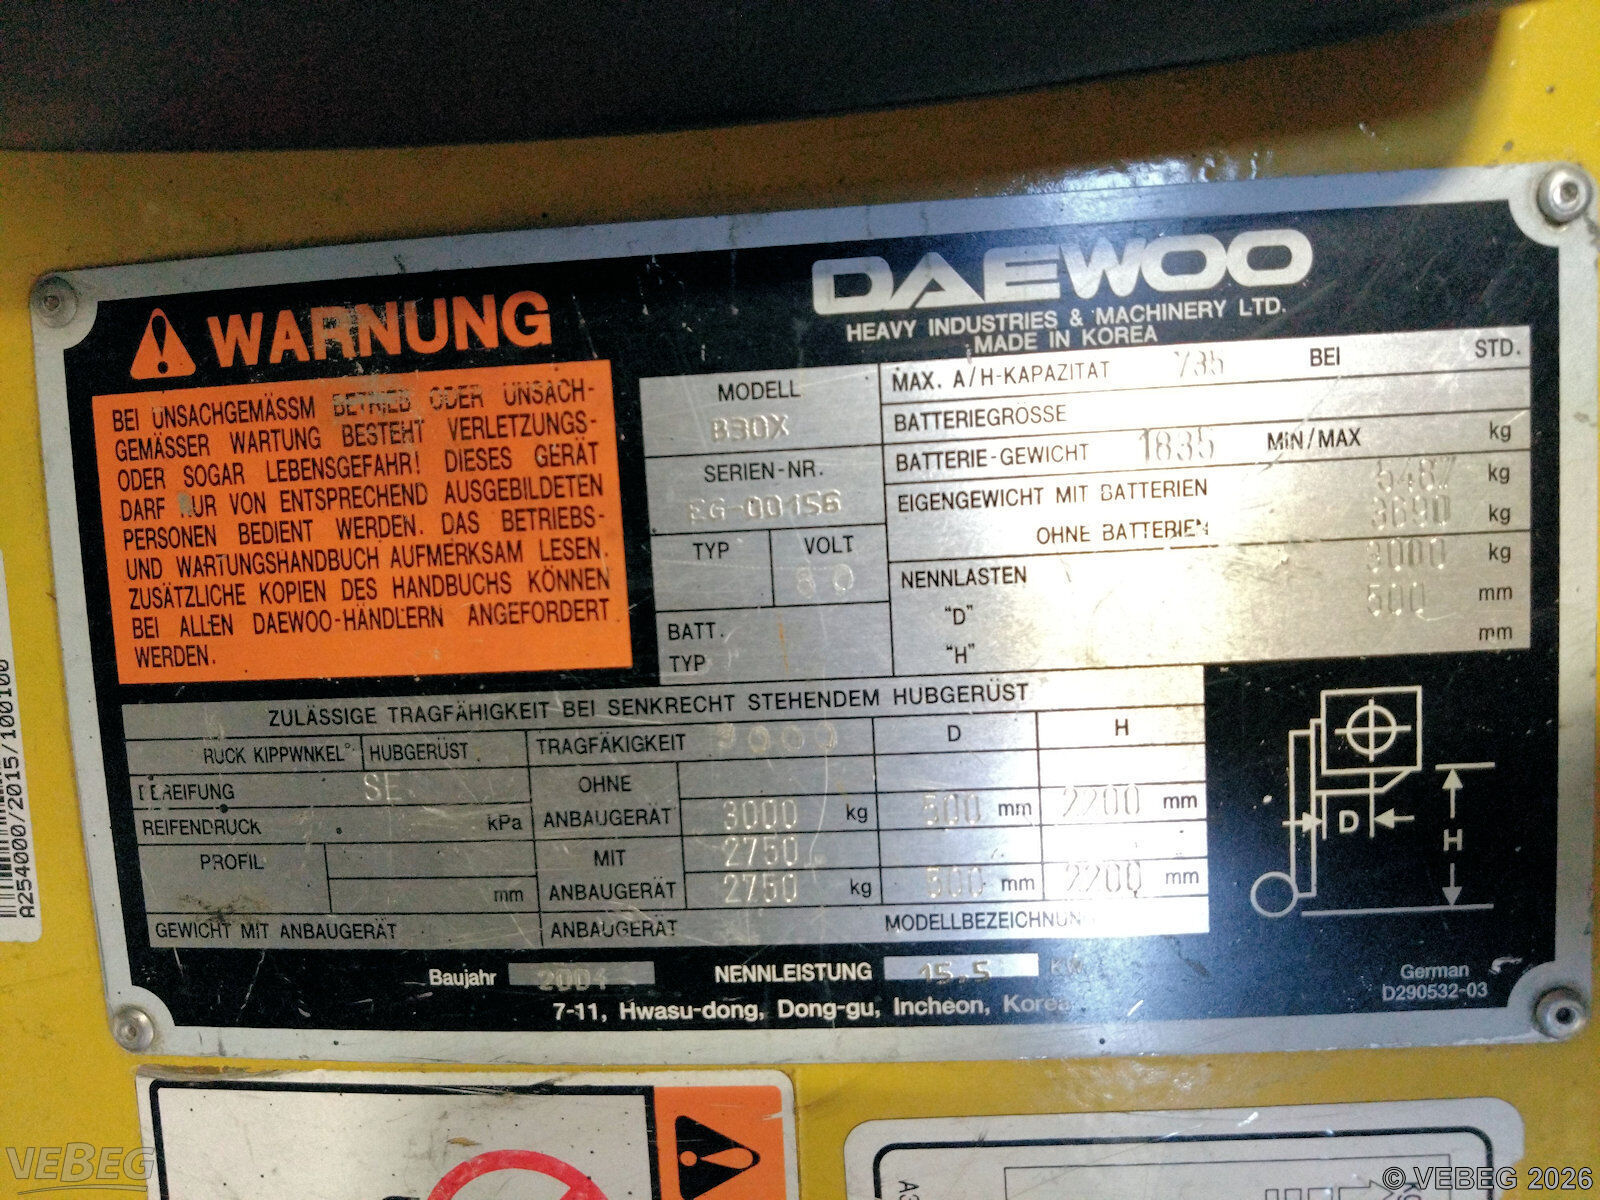 WARNUNG
BEI UNSACHGEMÄSSM BETRIEB ODER UNSACH-
GEMÄSSER WARTUNG BESTEHT VERLETZUNGS-
ODER SOGAR LEBENSGEFAHR! DIESES GERÄT
DARF NUR VON ENTSPRECHEND AUSGEBILDETEN
PERSONEN BEDIENT WERDEN. DAS BETRIEBS-
UND WARTUNGSHANDBUCH AUFMERKSAM LESEN.
ZUSÄTZLICHE KOPIEN DES HANDBUCHS KÖNNEN
BEI ALLEN DAEWOO-HÄNDLERN ANGEFORDERT
WERDEN.
DAEWOO
HEAVY INDUSTRIES & MACHINERY LTD.
MADE IN KOREA
MODELL
B30X
SERIEN-NR.
EG-00156
TYP VOLT
80
BATT.
TYP
MAX. A/H-KAPAZITAT 735 BEI STD.
BATTERIEGRÖSSE
BATTERIE-GEWICHT 1835 MIN/MAX kg
EIGENGEWICHT MIT BATTERIEN 5487 kg
OHNE BATTERIEN 3690 kg
NENNLASTEN 3000 kg
"D" 500 mm
"H" mm
ZULÄSSIGE TRAGFÄHIGKEIT BEI SENKRECHT STEHENDEM HUBGERÜST
RUCK KIPPWNKEL° HUBGERÜST TRAGFÄKIGKEIT 3000 D H
BEREIFUNG SE OHNE
REIFENDRUCK kPa ANBAUGERÄT 3000 kg 500 mm 2200 mm
PROFIL MIT 2750
mm ANBAUGERÄT 2750 kg 500 mm 2200 mm
GEWICHT MIT ANBAUGERÄT ANBAUGERÄT MODELLBEZEICHNUNG
Baujahr 2001 NENNLEISTUNG 15,5 KW
7-11, Hwasu-dong, Dong-gu, Incheon, Korea
D
H
German
D290532-03
A254000/2015/100100
VEBEG
© VEBEG 2026